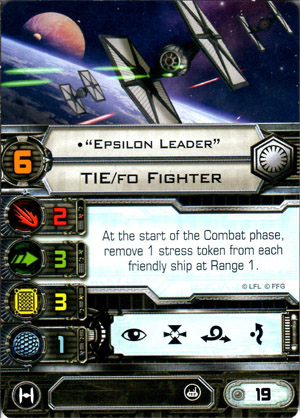 • “Epsilon Leader”
6
TIE/fo Fighter
2
3
3
1
At the start of the Combat phase,
remove 1 stress token from each
friendly ship at Range 1.
© LFL © FFG
19